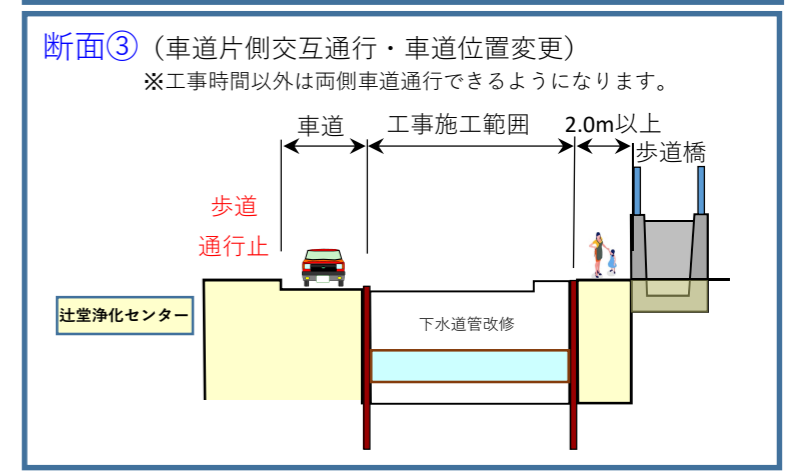 断面③（車道片側交互通行・車道位置変更）
※工事時間以外は両側車道通行できるようになります。
車道
工事施工範囲
2.0m以上
歩道橋
歩道
通行止
辻堂浄化センター
下水道管改修